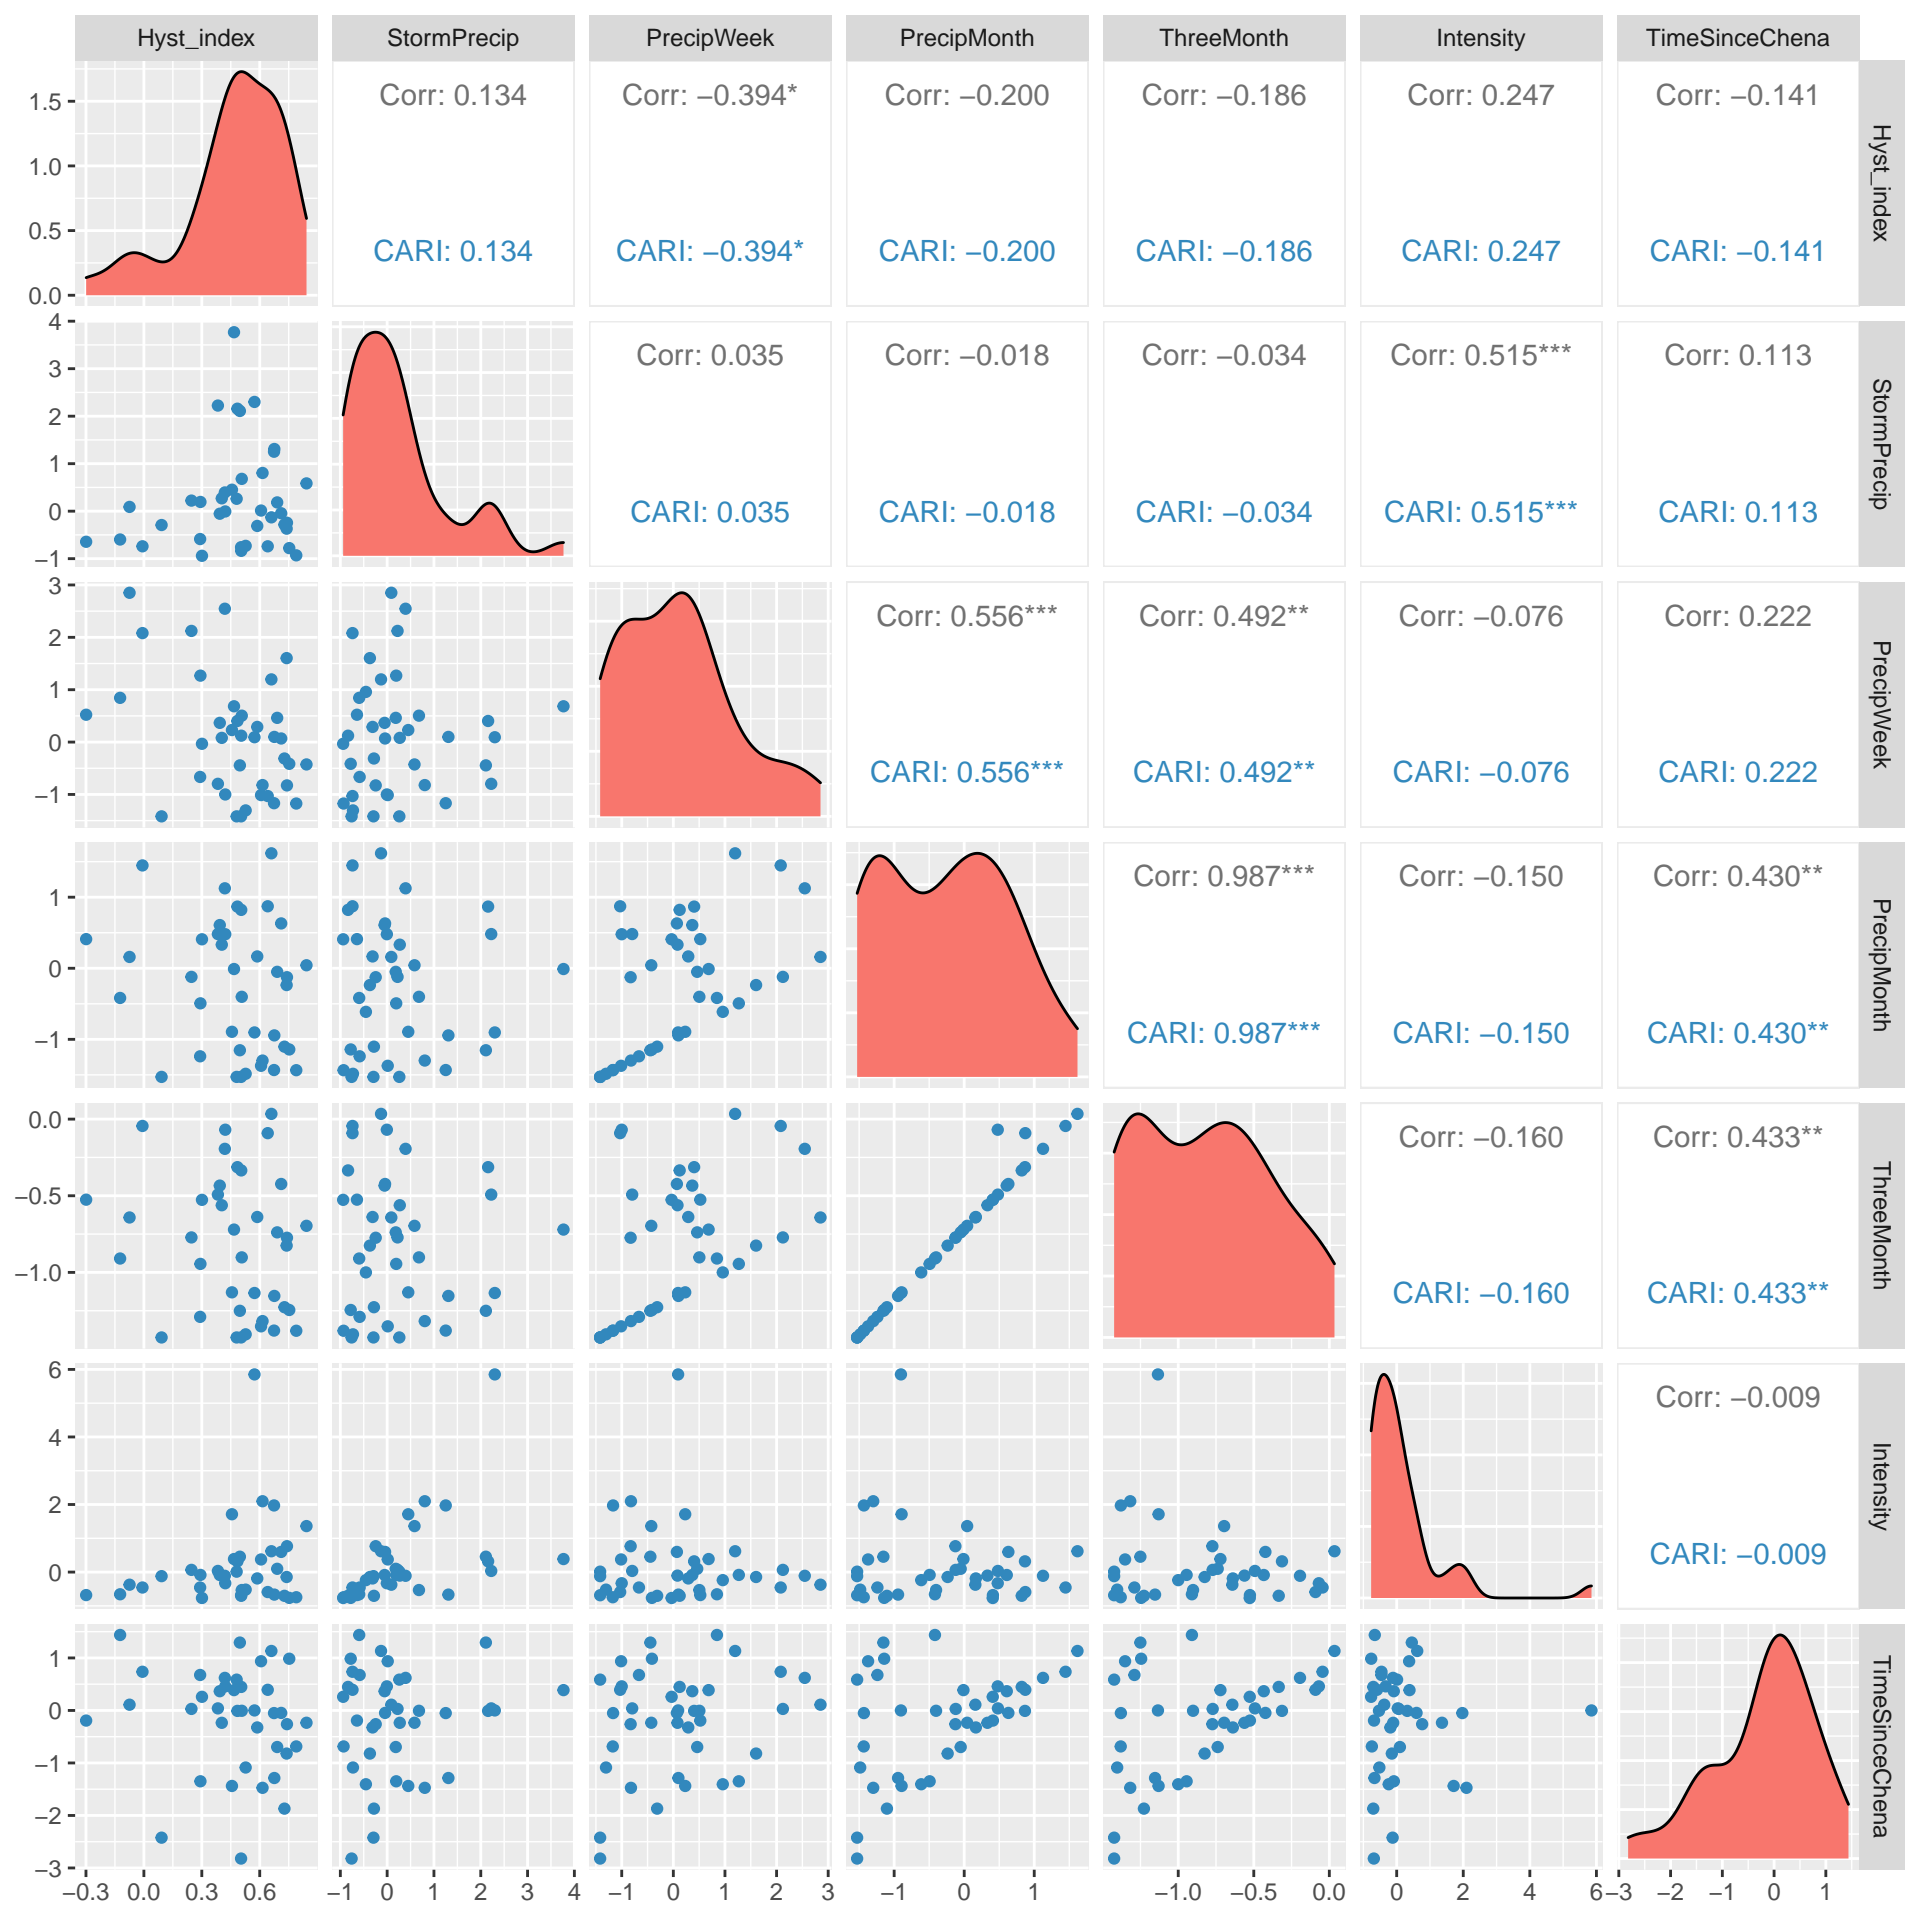 Hyst_index StormPrecip PrecipWeek PrecipMonth ThreeMonth Intensity TimeSinceChena
Corr: 0.134 Corr: −0.394* Corr: −0.200 Corr: −0.186 Corr: 0.247 Corr: −0.141
CARI: 0.134 CARI: −0.394* CARI: −0.200 CARI: −0.186 CARI: 0.247 CARI: −0.141
1.5
1.0
0.5
0.0
Hyst_index
Corr: 0.035 Corr: −0.018 Corr: −0.034 Corr: 0.515*** Corr: 0.113
CARI: 0.035 CARI: −0.018 CARI: −0.034 CARI: 0.515*** CARI: 0.113
4
3
2
1
0
−1
StormPrecip
Corr: 0.556*** Corr: 0.492** Corr: −0.076 Corr: 0.222
CARI: 0.556*** CARI: 0.492** CARI: −0.076 CARI: 0.222
3
2
1
0
−1
PrecipWeek
Corr: 0.987*** Corr: −0.150 Corr: 0.430**
CARI: 0.987*** CARI: −0.150 CARI: 0.430**
1
0
−1
PrecipMonth
Corr: −0.160 Corr: 0.433**
CARI: −0.160 CARI: 0.433**
0.0
−0.5
−1.0
ThreeMonth
Corr: −0.009
CARI: −0.009
6
4
2
0
Intensity
1
0
−1
−2
−3
TimeSinceChena
−0.3 0.0 0.3 0.6 −1 0 1 2 3 4 −1 0 1 2 3 −1 0 1 −1.0 −0.5 0.0 0 2 4 6 −3 −2 −1 0 1